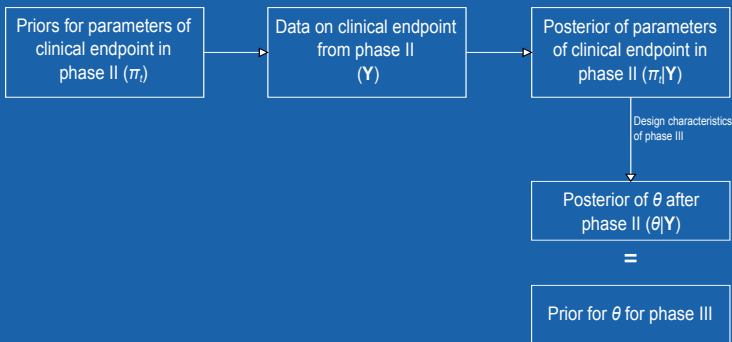 Priors for parameters of
clinical endpoint in
phase II (πt)
Data on clinical endpoint
from phase II
(Y)
Posterior of parameters
of clinical endpoint in
phase II (πt|Y)
Design characteristics
of phase III
Posterior of θ after
phase II (θ|Y)
=
Prior for θ for phase III